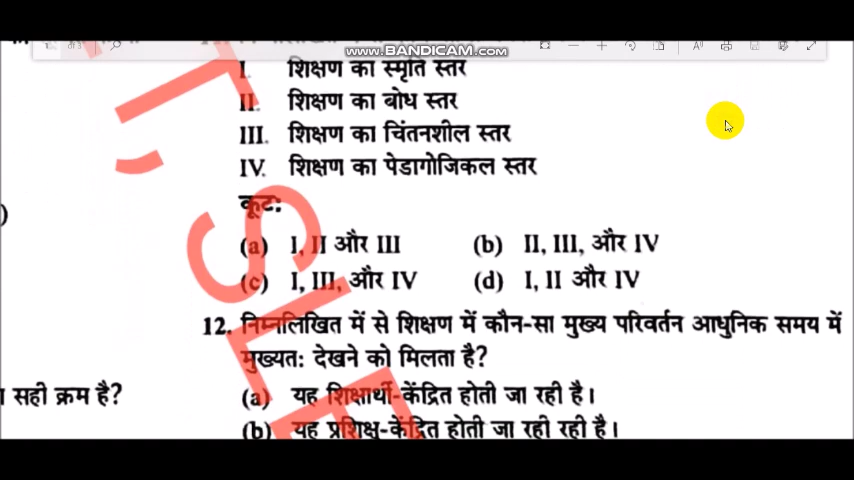 www.BANDICAM.com
I. शिक्षण का स्मृति स्तर
II. शिक्षण का बोध स्तर
III. शिक्षण का चिंतनशील स्तर
IV. शिक्षण का पेडागोजिकल स्तर
कूट:
)
(a) I, II और III (b) II, III, और IV
(c) I, III, और IV (d) I, II और IV
12. निम्नलिखित में से शिक्षण में कौन-सा मुख्य परिवर्तन आधुनिक समय में
मुख्यत: देखने को मिलता है?
सही क्रम है?
(a) यह शिक्षार्थी-केंद्रित होती जा रही है।
(b) यह प्रशिक्षु-केंद्रित होती जा रही रही है।